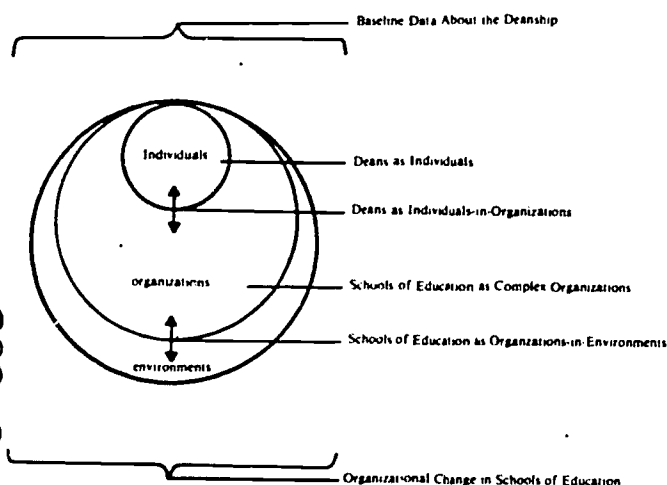 Baseline Data About the Deanship
Individuals
Deans as Individuals
Deans as Individuals-in-Organizations
organizations
Schools of Education as Complex Organizations
Schools of Education as Organizations-in-Environments
environments
Organizational Change in Schools of Education